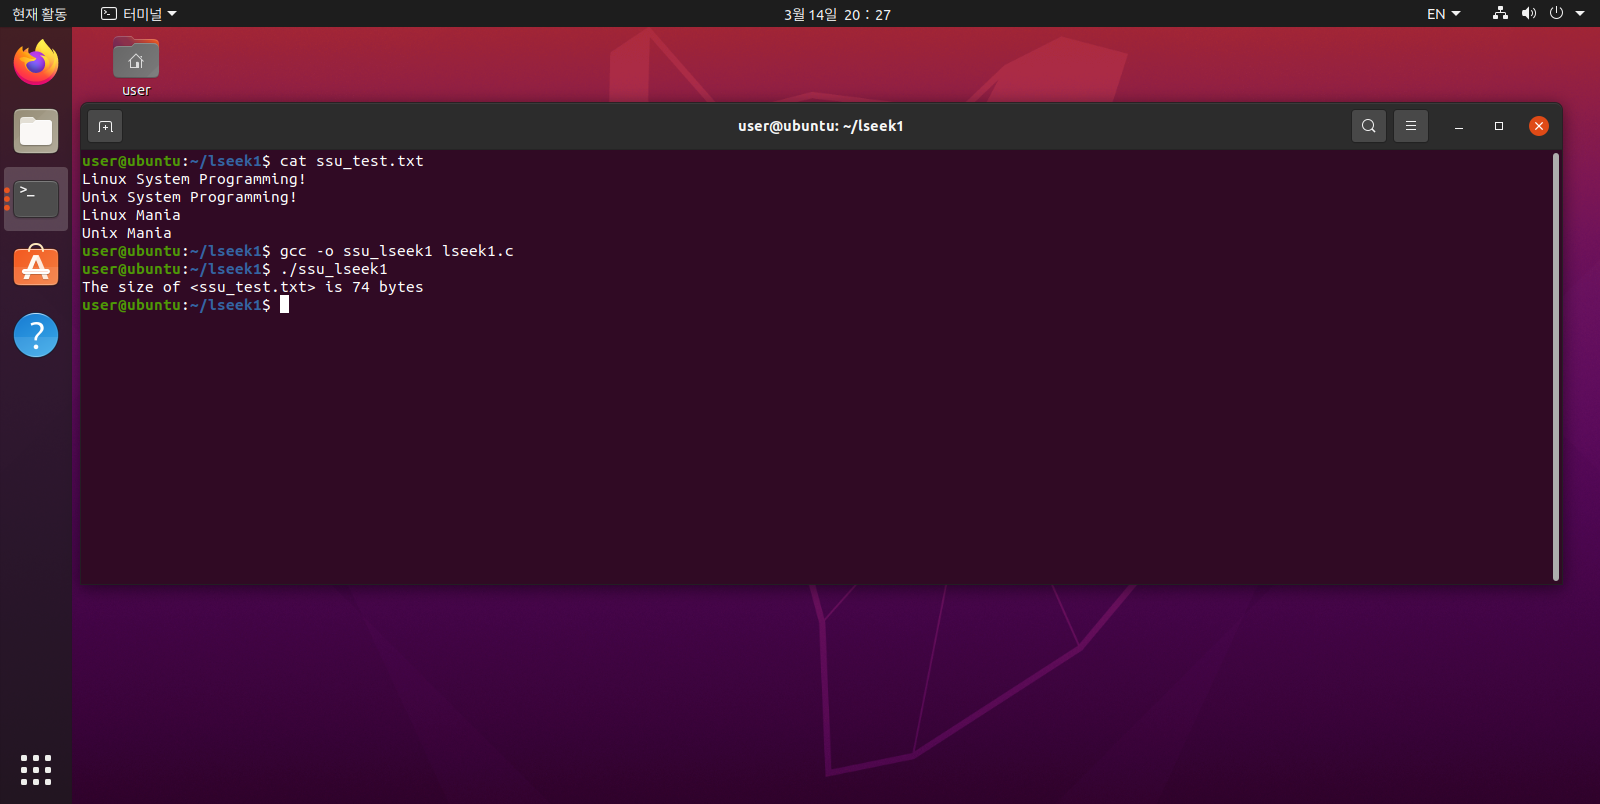 현재 활동 터미널 3월 14일 20 : 27 EN
user
user@ubuntu: ~/lseek1
user@ubuntu:~/lseek1$ cat ssu_test.txt
Linux System Programming!
Unix System Programming!
Linux Mania
Unix Mania
user@ubuntu:~/lseek1$ gcc -o ssu_lseek1 lseek1.c
user@ubuntu:~/lseek1$ ./ssu_lseek1
The size of <ssu_test.txt> is 74 bytes
user@ubuntu:~/lseek1$